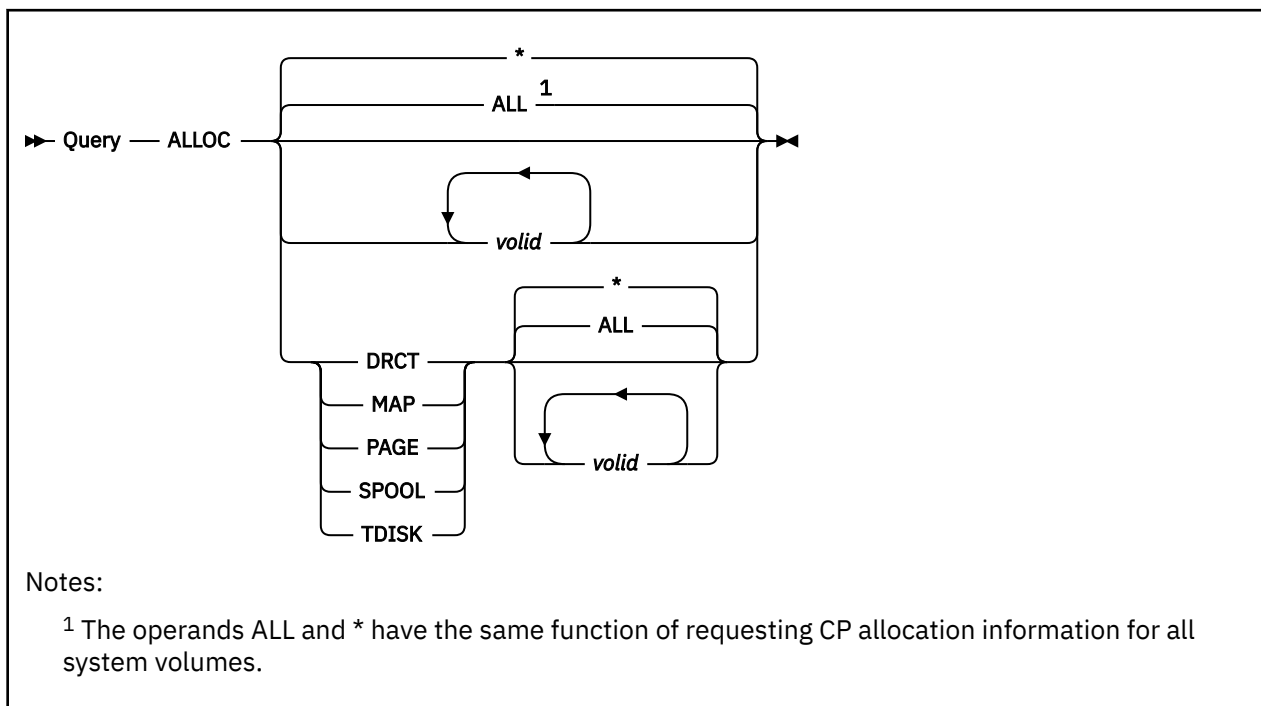 *
ALL 1
Query ALLOC
volid
*
ALL
DRCT
MAP
PAGE
volid
SPOOL
TDISK
Notes:
1 The operands ALL and * have the same function of requesting CP allocation information for all
system volumes.